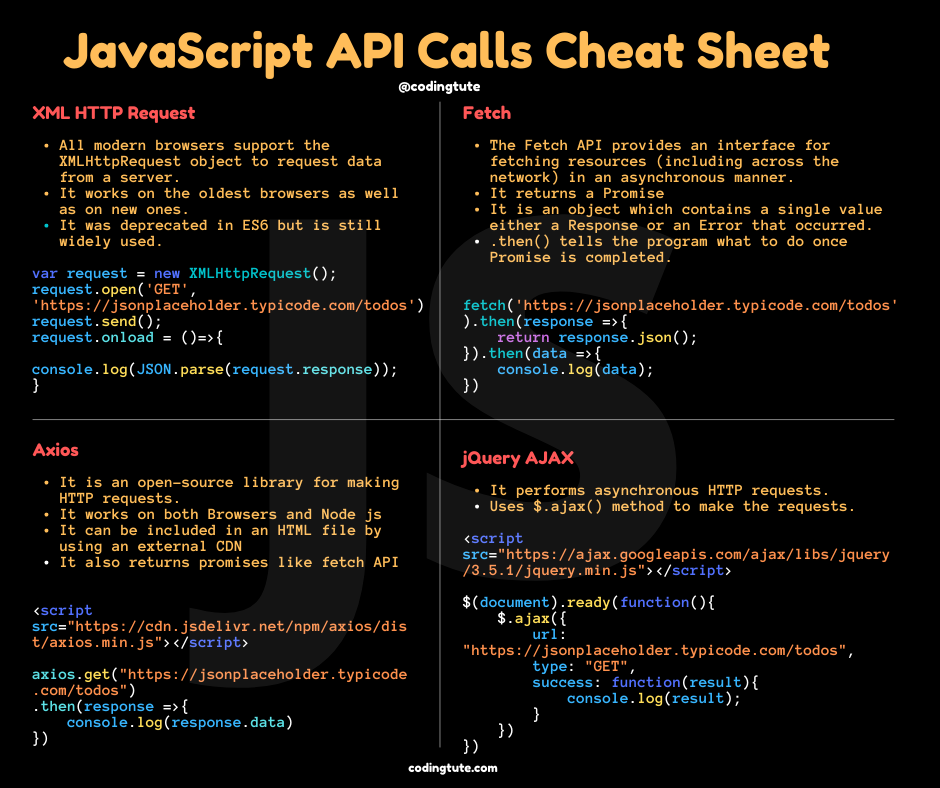 JavaScript API Calls Cheat Sheet
@codingtute
XML HTTP Request
• All modern browsers support the
XMLHttpRequest object to request data
from a server.
• It works on the oldest browsers as well
as on new ones.
• It was deprecated in ES6 but is still
widely used.
var request = new XMLHttpRequest();
request.open('GET',
'https://jsonplaceholder.typicode.com/todos')
request.send();
request.onload = ()=>{
console.log(JSON.parse(request.response));
}
Fetch
• The Fetch API provides an interface for
fetching resources (including across the
network) in an asynchronous manner.
• It returns a Promise
• It is an object which contains a single value
either a Response or an Error that occurred.
• .then() tells the program what to do once
Promise is completed.
fetch('https://jsonplaceholder.typicode.com/todos'
).then(response =>{
    return response.json();
}).then(data =>{
    console.log(data);
})
Axios
• It is an open-source library for making
HTTP requests.
• It works on both Browsers and Node js
• It can be included in an HTML file by
using an external CDN
• It also returns promises like fetch API
<script
src="https://cdn.jsdelivr.net/npm/axios/dis
t/axios.min.js"></script>
axios.get("https://jsonplaceholder.typicode
.com/todos")
.then(response =>{
    console.log(response.data)
})
jQuery AJAX
• It performs asynchronous HTTP requests.
• Uses $.ajax() method to make the requests.
<script
src="https://ajax.googleapis.com/ajax/libs/jquery
/3.5.1/jquery.min.js"></script>
$(document).ready(function(){
    $.ajax({
        url:
"https://jsonplaceholder.typicode.com/todos",
        type: "GET",
        success: function(result){
            console.log(result);
        }
    })
})
codingtute.com
JS